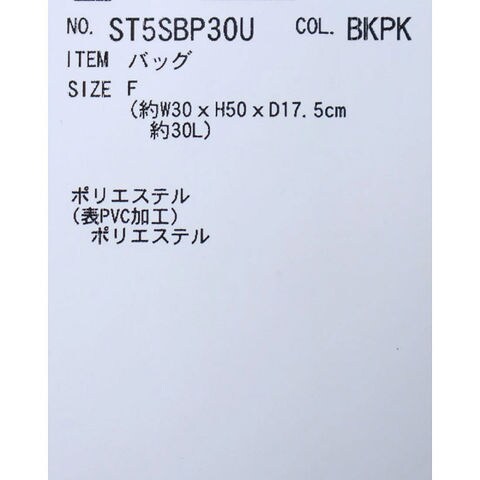 NO. ST5SBP30U COL. BKPK
ITEM バッグ
SIZE F
(約W30×H50×D17.5cm
約30L)
ポリエステル
(表PVC加工)
ポリエステル